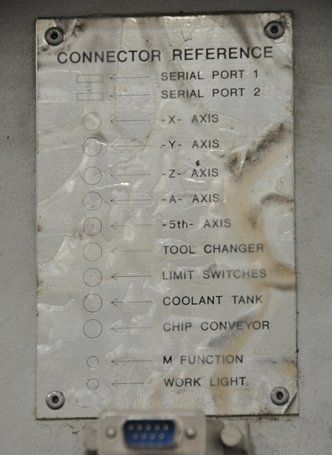 CONNECTOR REFERENCE
SERIAL PORT 1
SERIAL PORT 2
-X- AXIS
-Y- AXIS
-Z- AXIS
-A- AXIS
-5th- AXIS
TOOL CHANGER
LIMIT SWITCHES
COOLANT TANK
CHIP CONVEYOR
M FUNCTION
WORK LIGHT